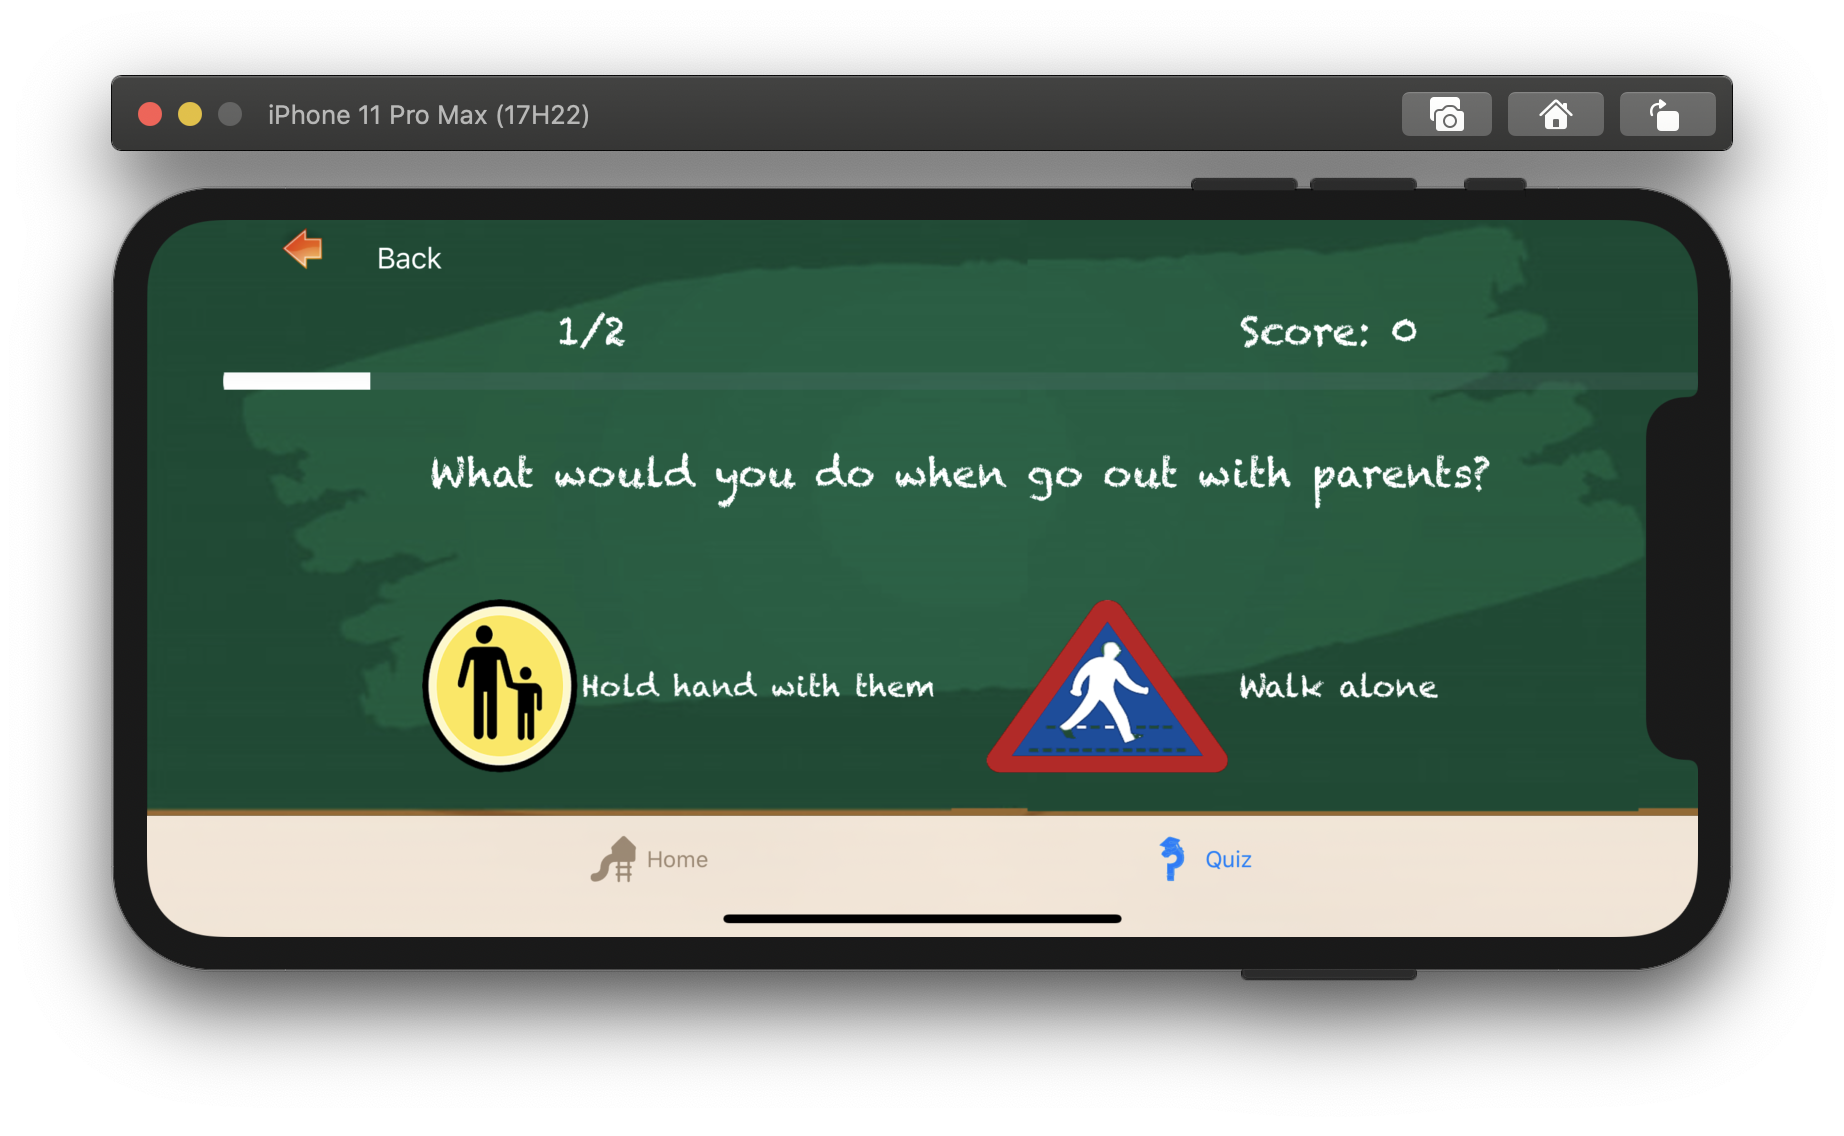 iPhone 11 Pro Max (17H22)
Back
1/2
Score: 0
What would you do when go out with parents?
Hold hand with them
Walk alone
Home
Quiz